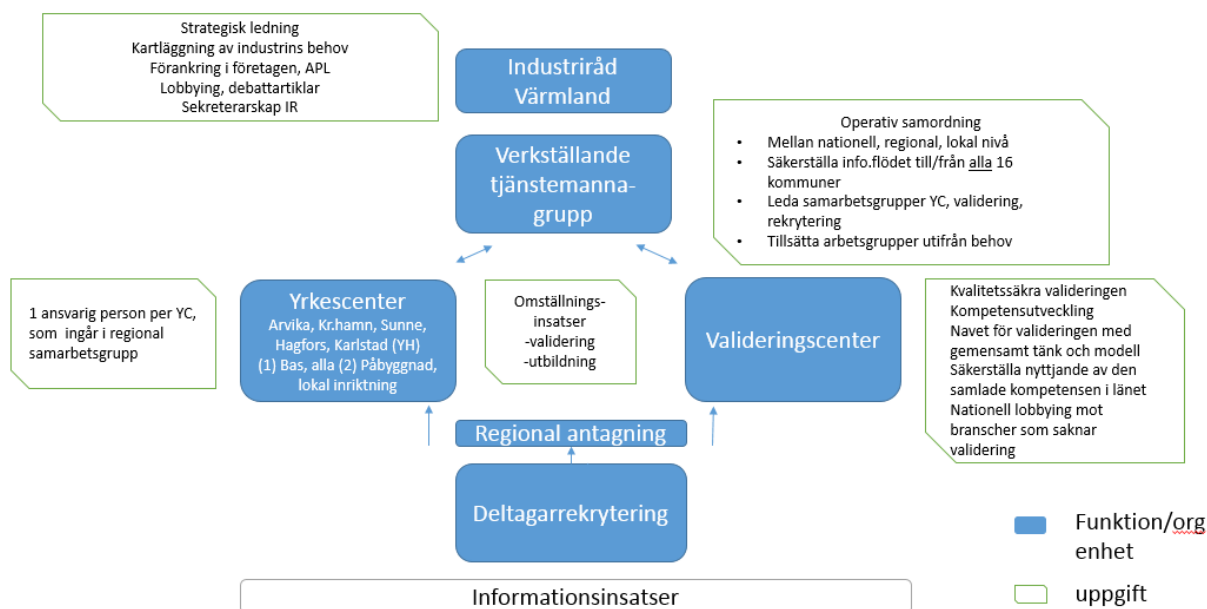 Strategisk ledning
Kartläggning av industrins behov
Förankring i företagen, APL
Lobbying, debattartiklar
Sekreterarskap IR
Industriråd
Värmland
Verkställande
tjänstemanna-
grupp
Operativ samordning
• Mellan nationell, regional, lokal nivå
• Säkerställa info.flödet till/från alla 16
kommuner
• Leda samarbetsgrupper YC, validering,
rekrytering
• Tillsätta arbetsgrupper utifrån behov
1 ansvarig person per YC,
som ingår i regional
samarbetsgrupp
Yrkescenter
Arvika, Kr.hamn, Sunne,
Hagfors, Karlstad (YH)
(1) Bas, alla (2) Påbyggnad,
lokal inriktning
Omställnings-
insatser
-validering
-utbildning
Valideringscenter
Kvalitetssäkra valideringen
Kompetensutveckling
Navet för valideringen med
gemensamt tänk och modell
Säkerställa nyttjande av den
samlade kompetensen i länet
Nationell lobbying mot
branscher som saknar
validering
Regional antagning
Deltagarrekrytering
Informationsinsatser
Funktion/org
enhet
uppgift